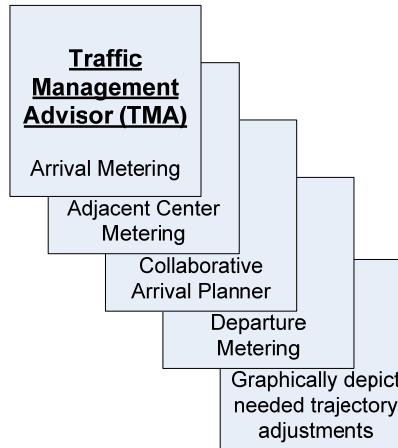 Traffic
Management
Advisor (TMA)
Arrival Metering
Adjacent Center
Metering
Collaborative
Arrival Planner
Departure
Metering
Graphically depict
needed trajectory
adjustments